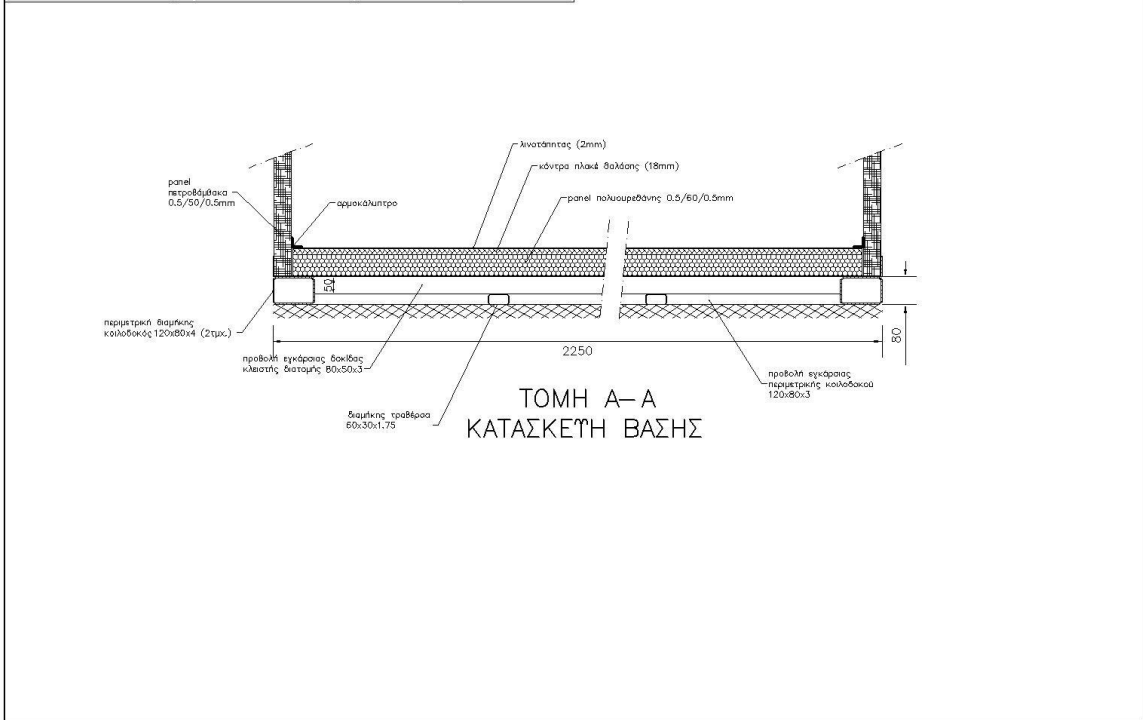 λινοτάπητας (2mm)
κόντρα πλακέ θαλάσης (18mm)
panel πολυουρεθάνης 0.5/60/0.5mm
panel
πετροβάμβακα
0.5/50/0.5mm
αρμοκάλυπτρο
50
περιμετρική διαμήκης
κοιλοδοκός 120x80x4 (2τμχ.)
προβολή εγκάρσιας δοκίδας
κλειστής διατομής 80x50x3
2250
80
προβολή εγκάρσιας
περιμετρικής κοιλοδοκού
120x80x3
διαμήκης τραβέρσα
60x30x1.75
ΤΟΜΗ Α-Α
ΚΑΤΑΣΚΕΥΗ ΒΑΣΗΣ